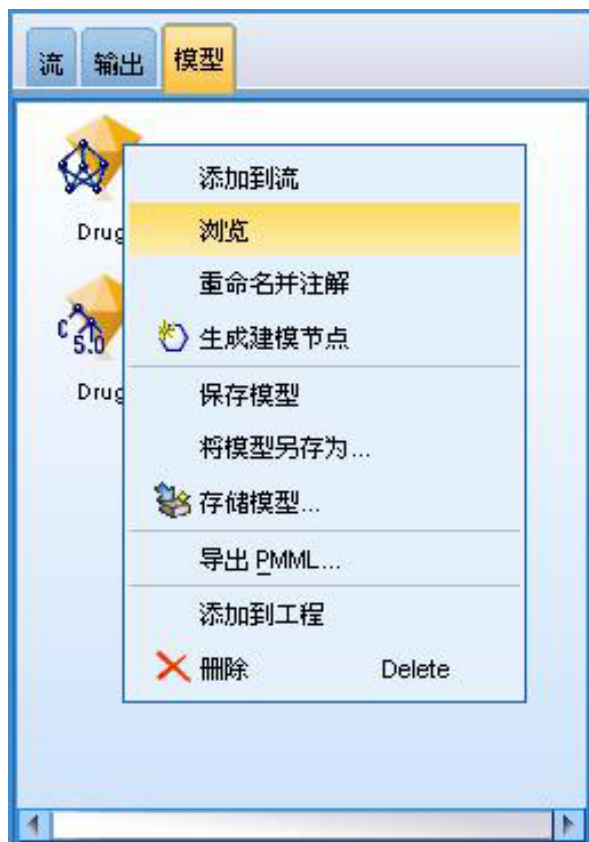 流 输出 模型
添加到流
Drug 浏览
重命名并注解
C 5.0 生成建模节点
Drug 保存模型
将模型另存为...
存储模型...
导出 PMML...
添加到工程
删除 Delete